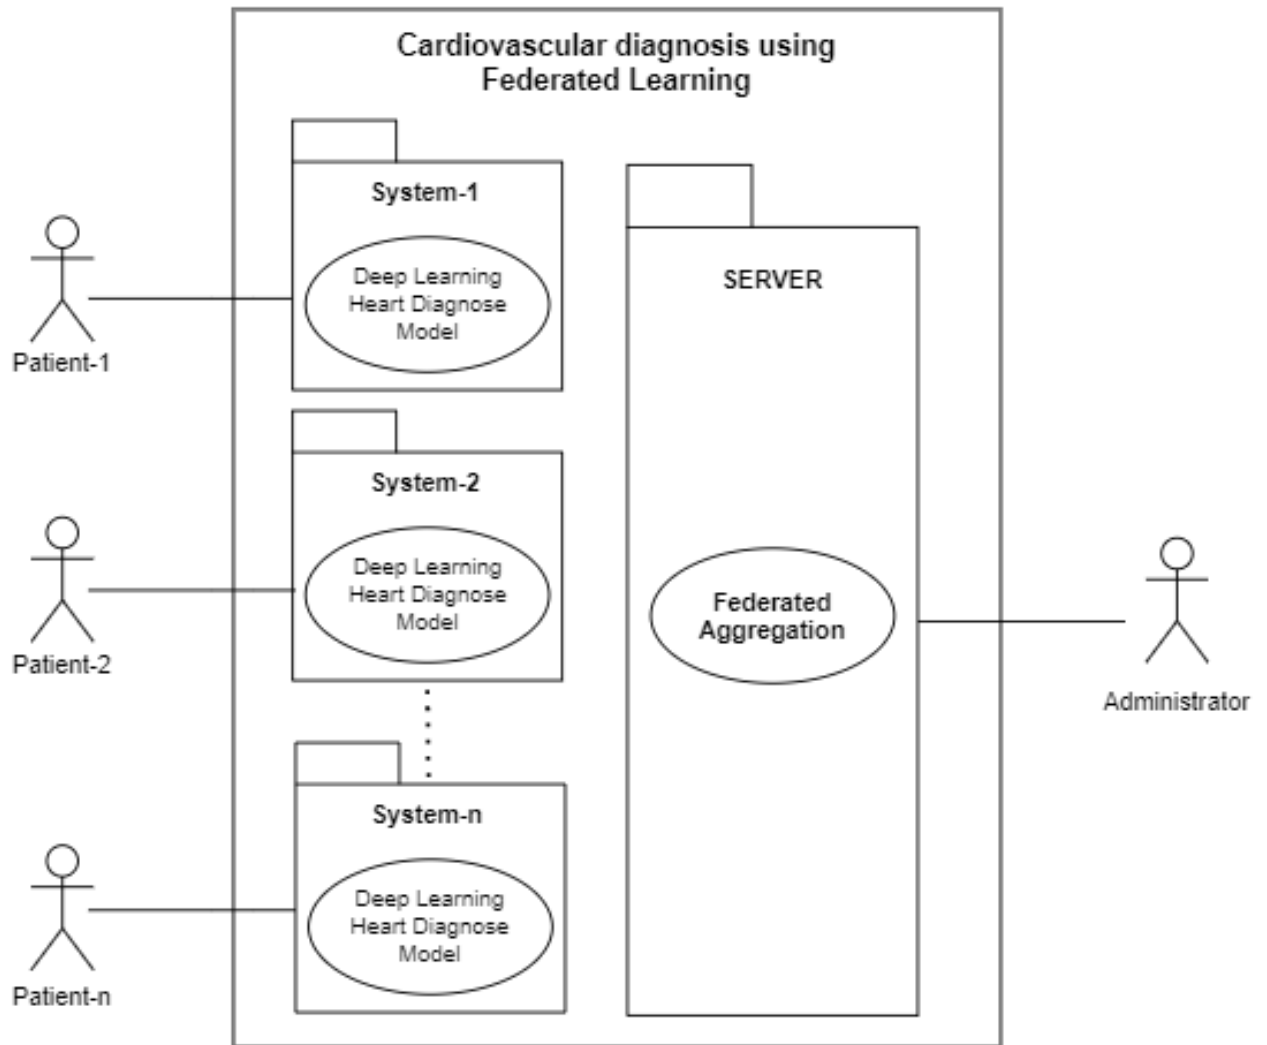 Cardiovascular diagnosis using
Federated Learning
System-1
Deep Learning
Heart Diagnose
Model
Patient-1
SERVER
System-2
Deep Learning
Heart Diagnose
Model
Patient-2
Federated
Aggregation
Administrator
System-n
Deep Learning
Heart Diagnose
Model
Patient-n